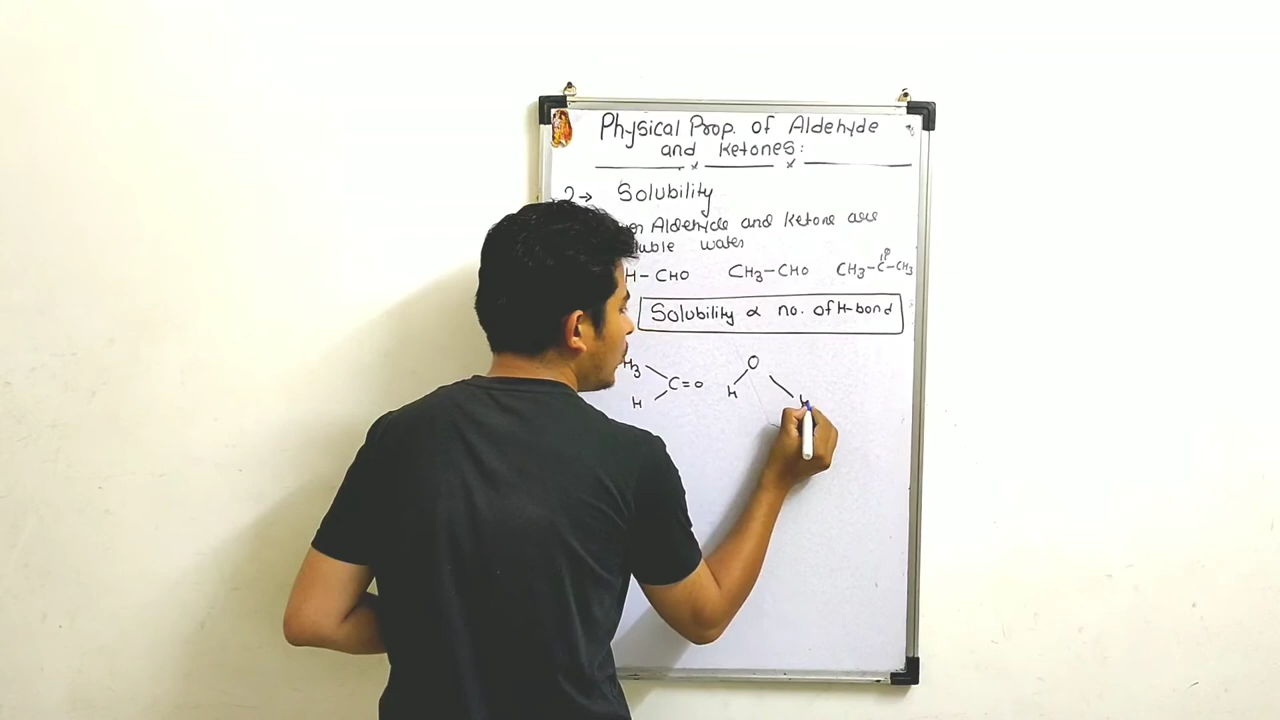 Physical Prop. of Aldehyde
and Ketones:
2→ Solubility
Aldehyde and Ketone are
water
H-CHO CH3-CHO CH3-C-CH3
O
Solubility ∝ no. of H-bond
H3 C=O O
H H H